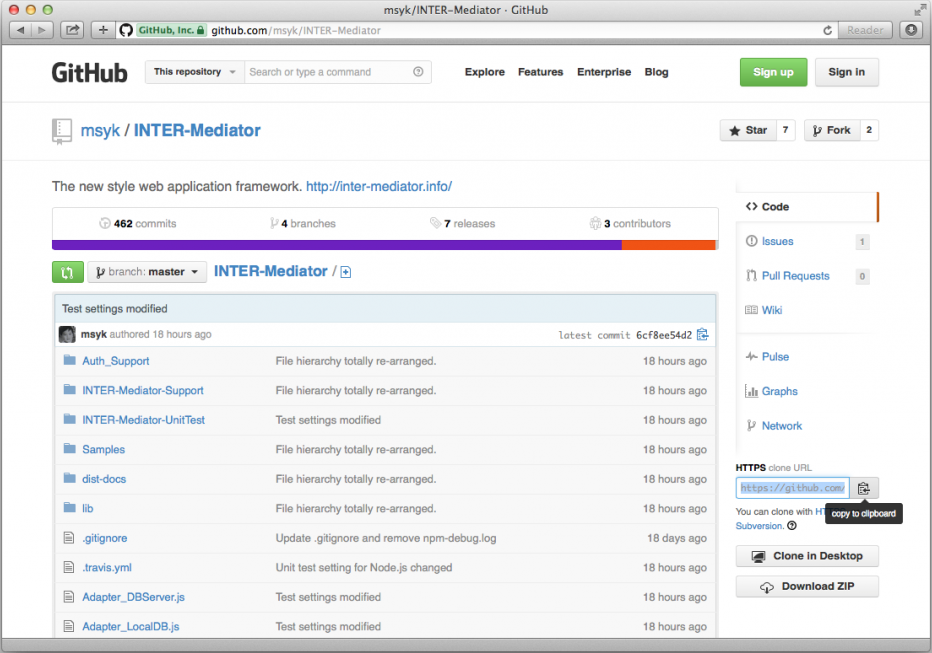 msyk/INTER-Mediator · GitHub
GitHub, Inc. github.com/msyk/INTER-Mediator Reader
GitHub This repository Search or type a command Explore Features Enterprise Blog Sign up Sign in
msyk / INTER-Mediator Star 7 Fork 2
The new style web application framework. http://inter-mediator.info/
462 commits 4 branches 7 releases 3 contributors
branch: master INTER-Mediator /
Test settings modified
msyk authored 18 hours ago latest commit 6cf8ee54d2
Auth_Support File hierarchy totally re-arranged. 18 hours ago
INTER-Mediator-Support File hierarchy totally re-arranged. 18 hours ago
INTER-Mediator-UnitTest Test settings modified 18 hours ago
Samples File hierarchy totally re-arranged. 18 hours ago
dist-docs File hierarchy totally re-arranged. 18 hours ago
lib File hierarchy totally re-arranged. 18 hours ago
.gitignore Update .gitignore and remove npm-debug.log 18 days ago
.travis.yml Unit test setting for Node.js changed 18 hours ago
Adapter_DBServer.js Test settings modified 18 hours ago
Adapter_LocalDB.js Test settings modified 18 hours ago
Code
Issues 1
Pull Requests 0
Wiki
Pulse
Graphs
Network
HTTPS clone URL
https://github.com/
copy to clipboard
You can clone with
Subversion.
Clone in Desktop
Download ZIP